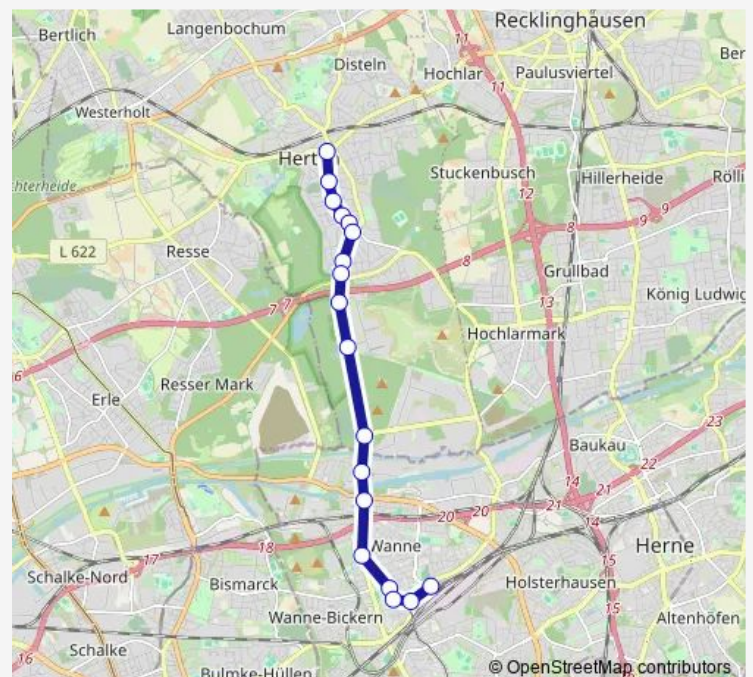 Recklinghausen
Bertlich
Langenbochum
11
Disteln
Hochlar
Paulusviertel
11
Westerholt
Stuckenbusch
12
Hillerheide
L 622
Resse
8
9
9
8
7
7
Grullbad
13
König Ludwig
Hochlarmark
6
Resser Mark
Erle
23
Baukau
22
14
21
21
20
20
14
17
18
Wanne
Herne
15
Schalke-Nord
Bismarck
Holsterhausen
15
Wanne-Bickern
Altenhöfen
16
Schalke
Bulmke-Hüllen
© OpenStreetMap contributors